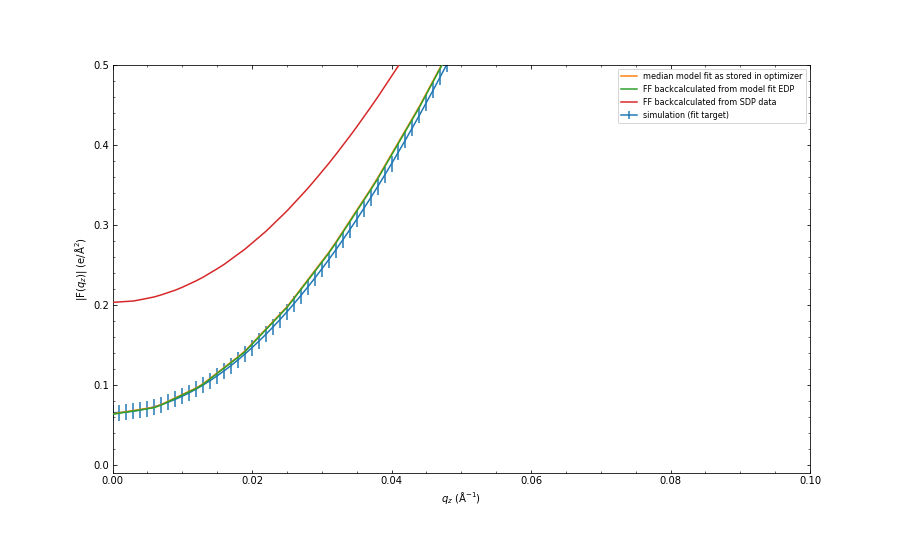 |F(q_z)| (e/Å²)
0.5
0.4
0.3
0.2
0.1
0.0
0.00 0.02 0.04 0.06 0.08 0.10
q_z (Å⁻¹)
median model fit as stored in optimizer
FF backcalculated from model fit EDP
FF backcalculated from SDP data
simulation (fit target)